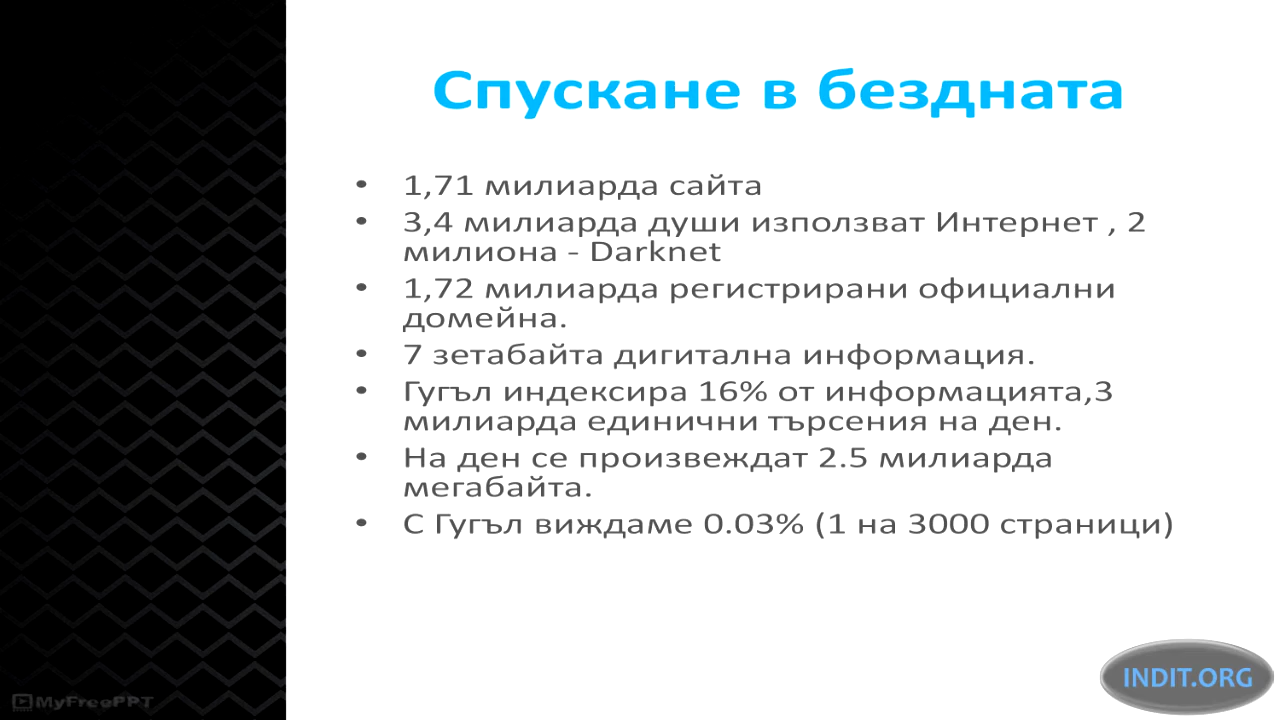 Спускане в бездната
• 1,71 милиарда сайта
• 3,4 милиарда души използват Интернет , 2
милиона - Darknet
• 1,72 милиарда регистрирани официални
домейна.
• 7 зетабайта дигитална информация.
• Гугъл индексира 16% от информацията,3
милиарда единични търсения на ден.
• На ден се произвеждат 2.5 милиарда
мегабайта.
• С Гугъл виждаме 0.03% (1 на 3000 страници)
INDIT.ORG
MyFreePPT